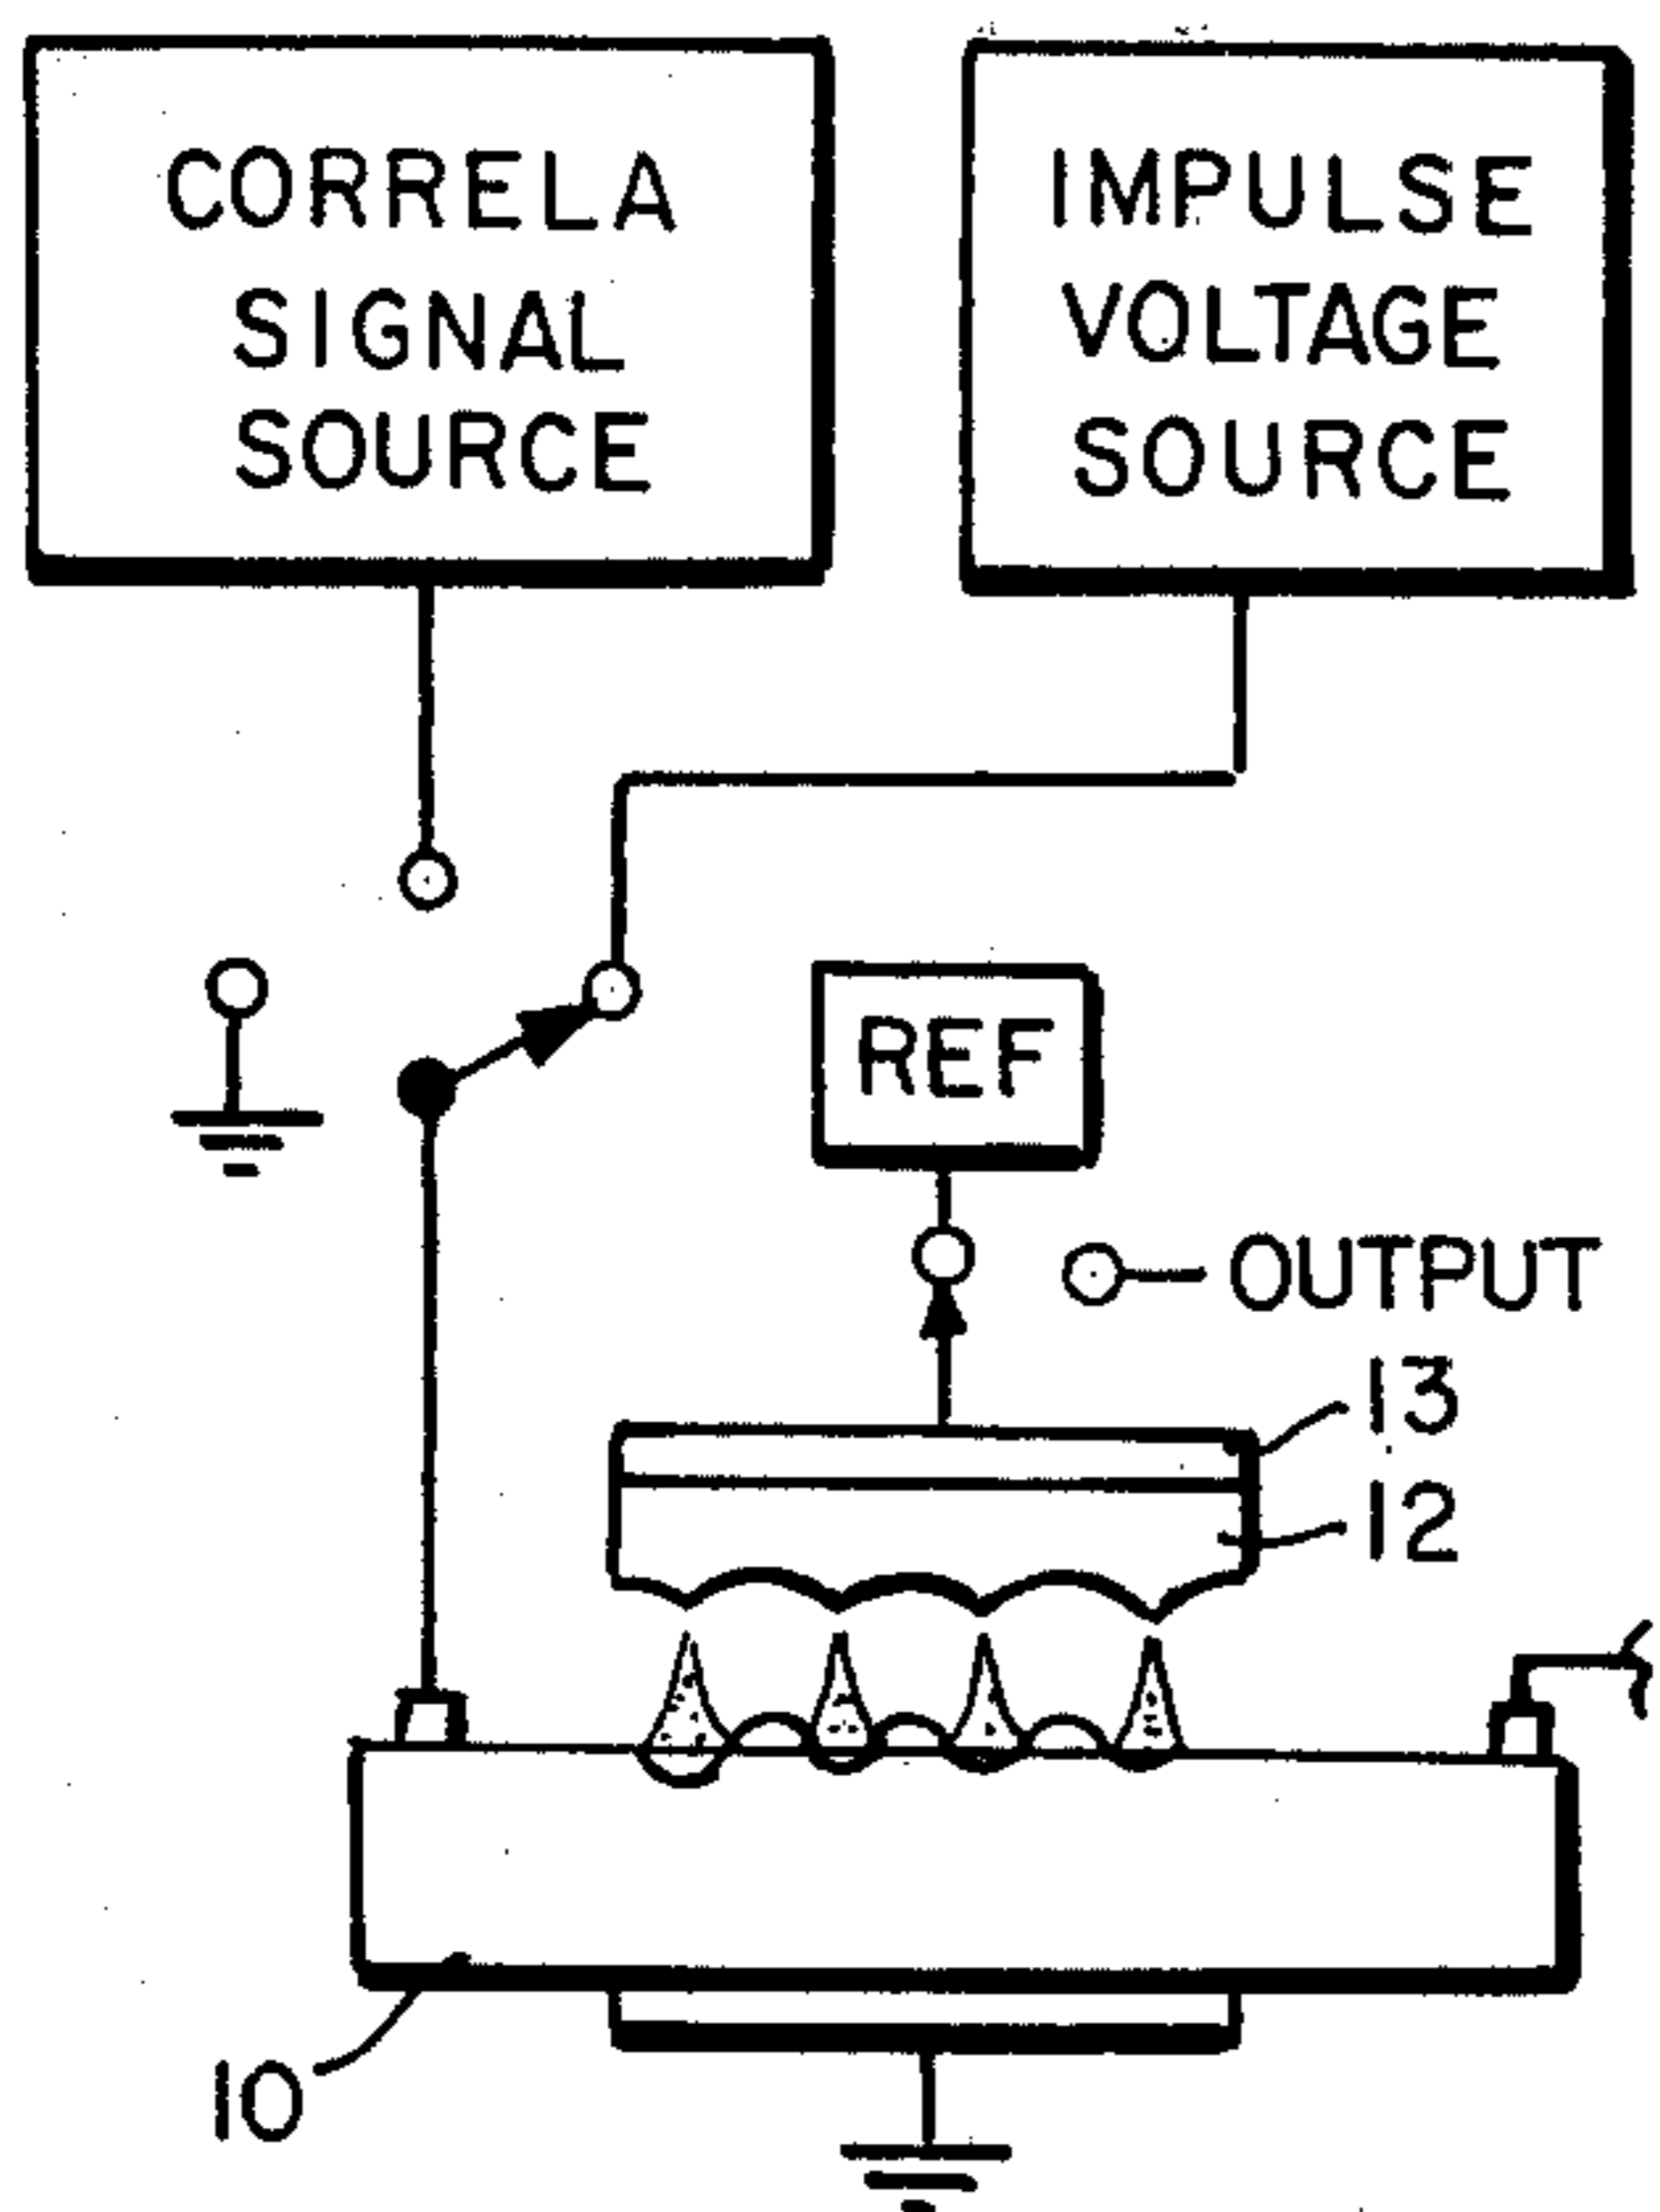 CORRELA
SIGNAL
SOURCE
IMPULSE
VOLTAGE
SOURCE
REF
OUTPUT
13
12
10